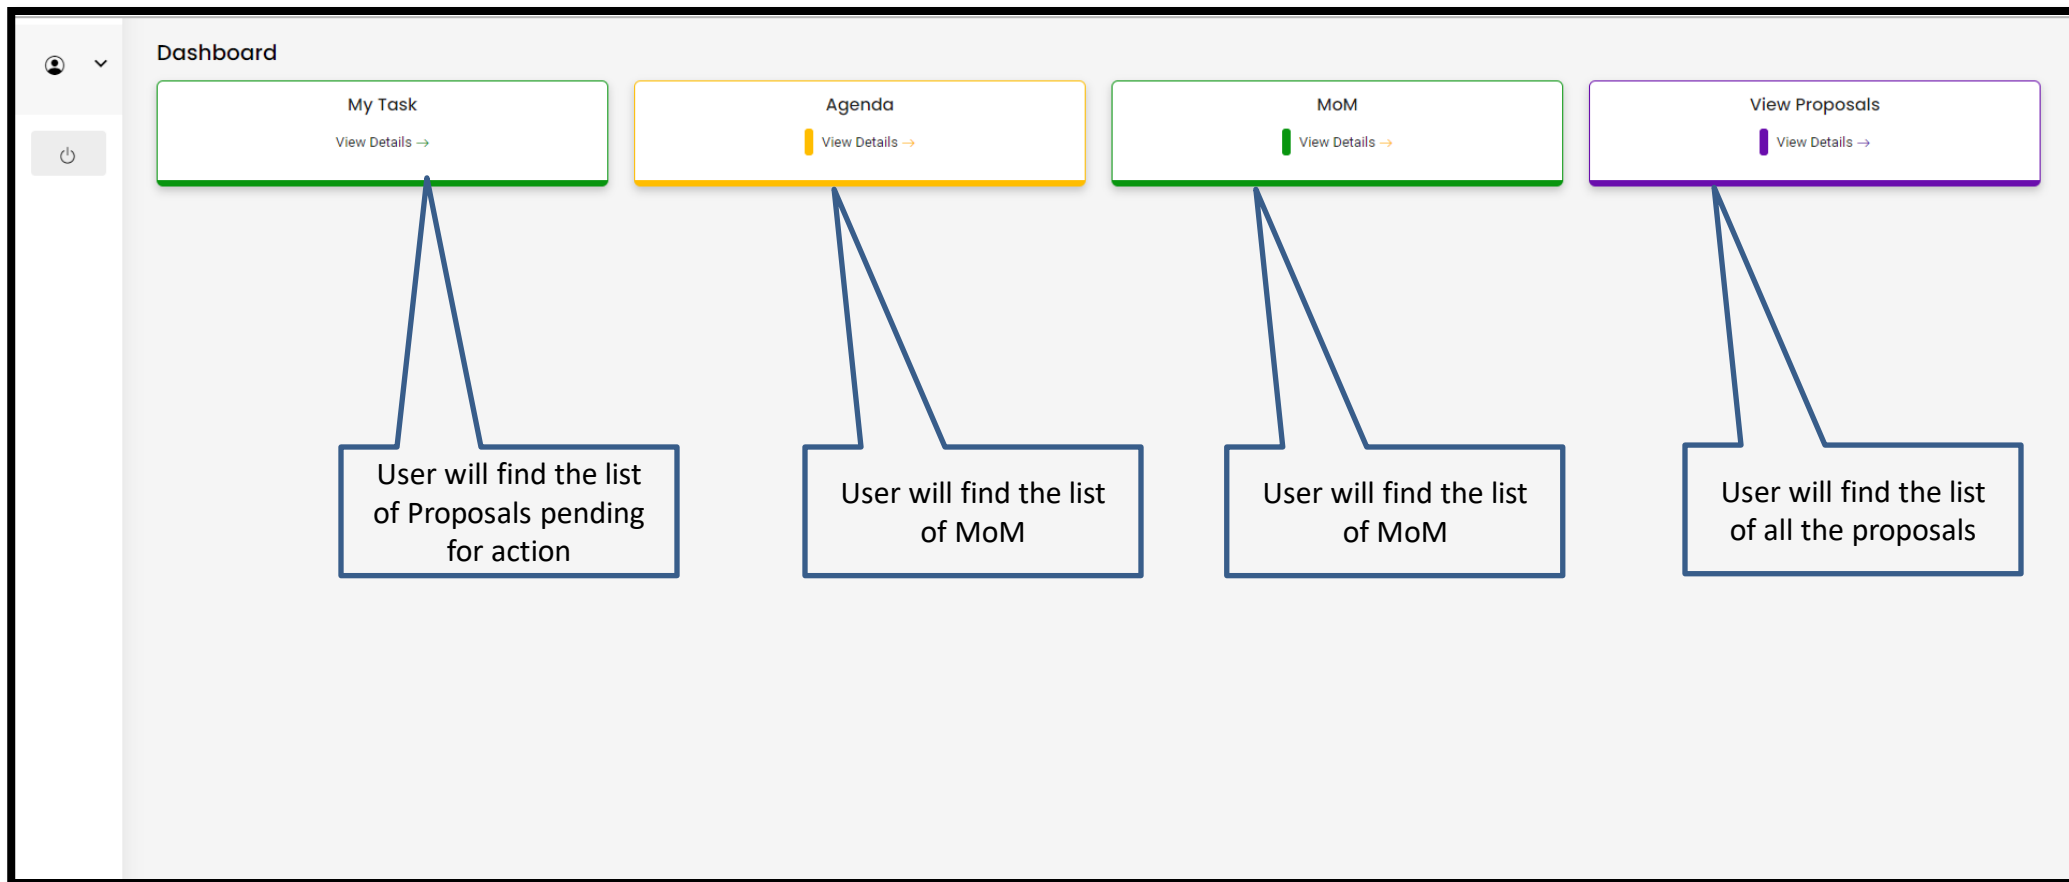 Dashboard
My Task
View Details →
Agenda
View Details →
MoM
View Details →
View Proposals
View Details →
User will find the list
of Proposals pending
for action
User will find the list
of MoM
User will find the list
of MoM
User will find the list
of all the proposals